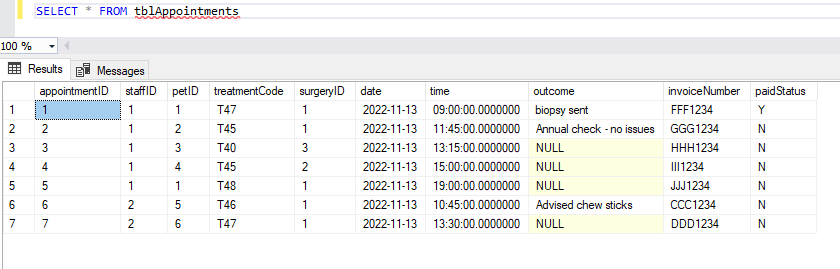 SELECT * FROM tblAppointments
100 %
Results Messages
appointmentID staffID petID treatmentCode surgeryID date time outcome invoiceNumber paidStatus
1 1 1 1 T47 1 2022-11-13 09:00:00.0000000 biopsy sent FFF1234 Y
2 2 1 2 T45 1 2022-11-13 11:45:00.0000000 Annual check - no issues GGG1234 N
3 3 1 3 T40 3 2022-11-13 13:15:00.0000000 NULL HHH1234 N
4 4 1 4 T45 2 2022-11-13 15:00:00.0000000 NULL III1234 N
5 5 1 1 T48 1 2022-11-13 19:00:00.0000000 NULL JJJ1234 N
6 6 2 5 T46 1 2022-11-13 10:45:00.0000000 Advised chew sticks CCC1234 N
7 7 2 6 T47 1 2022-11-13 13:30:00.0000000 NULL DDD1234 N